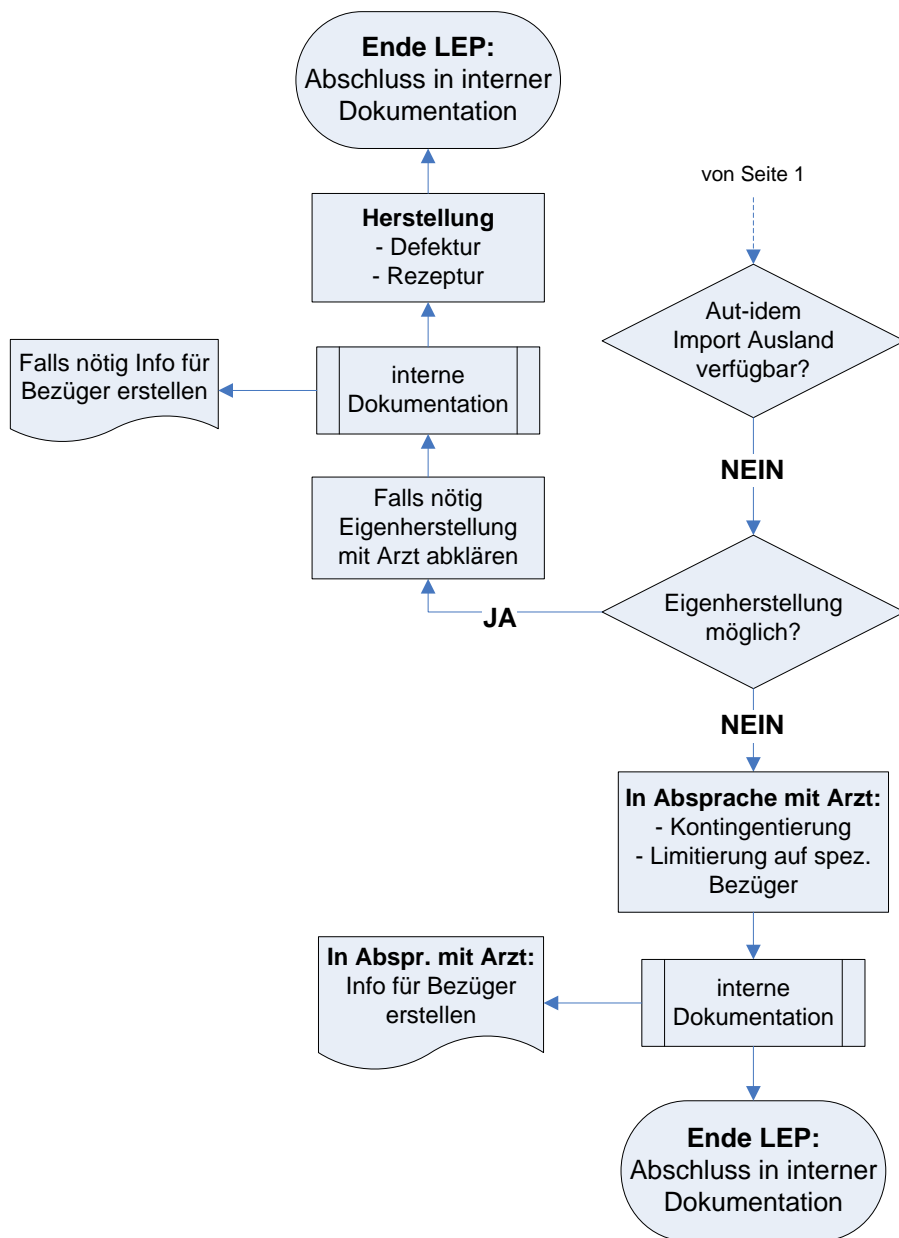 Ende LEP:
Abschluss in interner
Dokumentation
von Seite 1
Herstellung
- Defektur
- Rezeptur
Aut-idem
Import Ausland
verfügbar?
Falls nötig Info für
Bezüger erstellen
interne
Dokumentation
NEIN
Falls nötig
Eigenherstellung
mit Arzt abklären
Eigenherstellung
möglich?
JA
NEIN
In Absprache mit Arzt:
- Kontingentierung
- Limitierung auf spez.
Bezüger
In Abspr. mit Arzt:
Info für Bezüger
erstellen
interne
Dokumentation
Ende LEP:
Abschluss in interner
Dokumentation